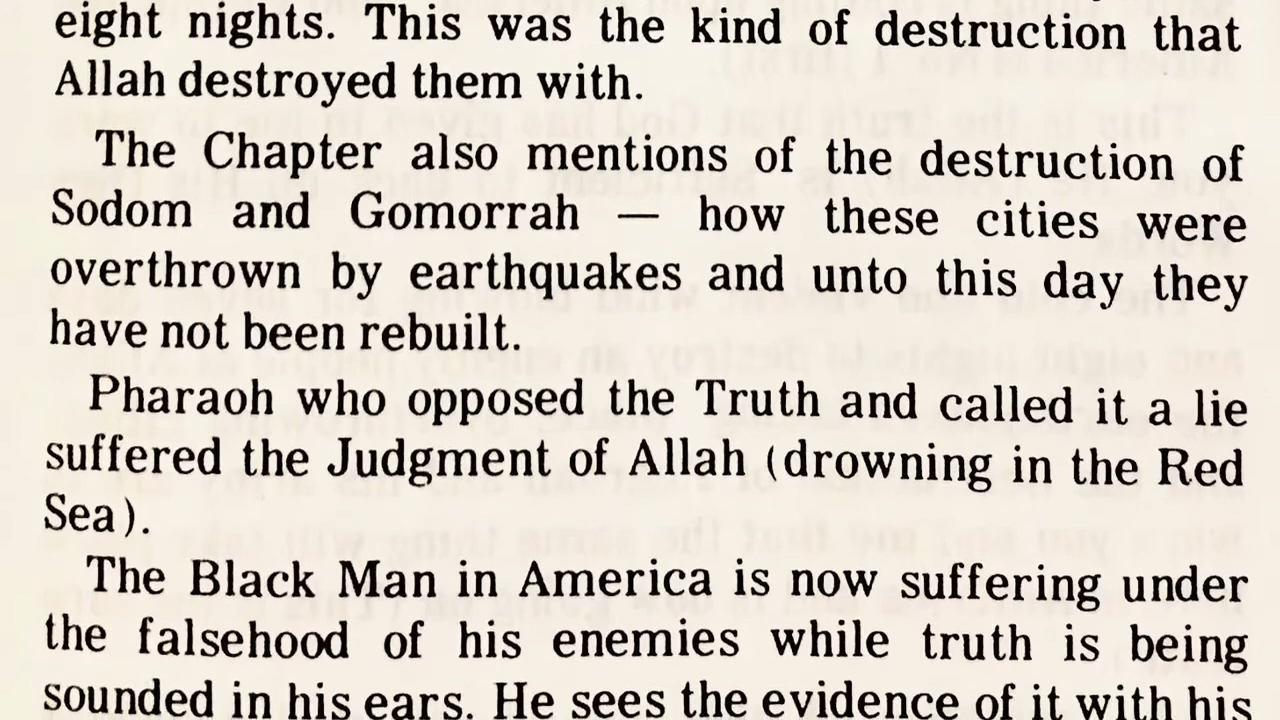 eight nights. This was the kind of destruction that
Allah destroyed them with.
The Chapter also mentions of the destruction of
Sodom and Gomorrah — how these cities were
overthrown by earthquakes and unto this day they
have not been rebuilt.
Pharaoh who opposed the Truth and called it a lie
suffered the Judgment of Allah (drowning in the Red
Sea).
The Black Man in America is now suffering under
the falsehood of his enemies while truth is being
sounded in his ears. He sees the evidence of it with his